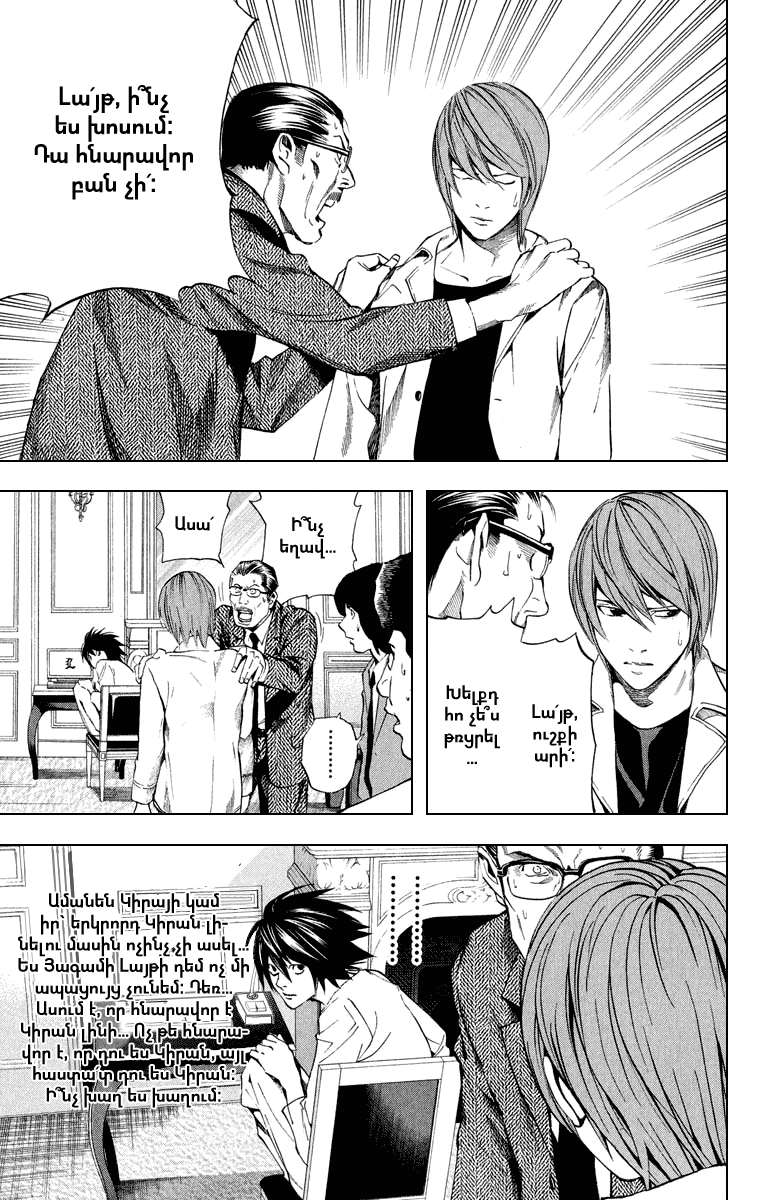 Լա՛յթ, ի՞նչ
ես խոսում:
Դա հնարավոր
բան չի՛:
Լա՛յթ,
ուշքի
արի՛:
Խելքդ
հո չե՞ս
թռցրել
...
Ի՞նչ
եղավ...
Ասա՛
Ամանեն Կիրայի կամ
իր՝ երկրորդ Կիրան լի-
նելու մասին ոչինչ չի ասել...
Ես Յագամի Լայթի դեմ ոչ մի
ապացույց չունեմ: Դեռ...
Ասում է, որ հնարավոր է
Կիրան լինի... Ոչ թե հնարա-
վոր է, որ դու ես Կիրան, այլ
հաստա՛տ դու ես Կիրան:
Ի՞նչ խաղ ես խաղում: